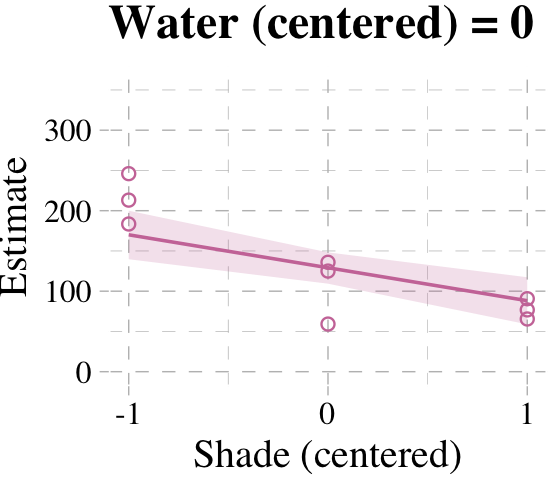 Water (centered) = 0
Estimate
300
200
100
0
-1 0 1
Shade (centered)